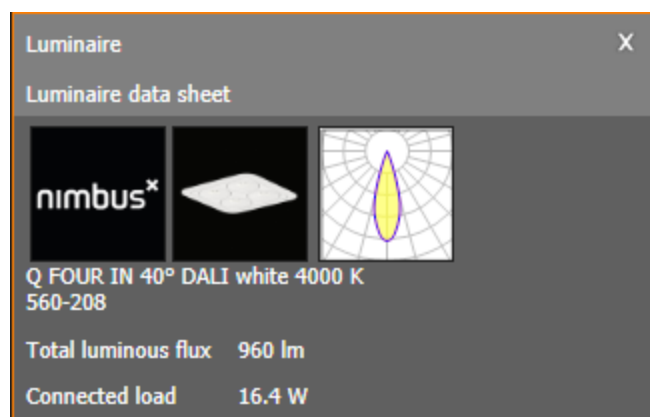 Luminaire X
Luminaire data sheet
nimbusˣ
Q FOUR IN 40° DALI white 4000 K
560-208
Total luminous flux 960 lm
Connected load 16.4 W